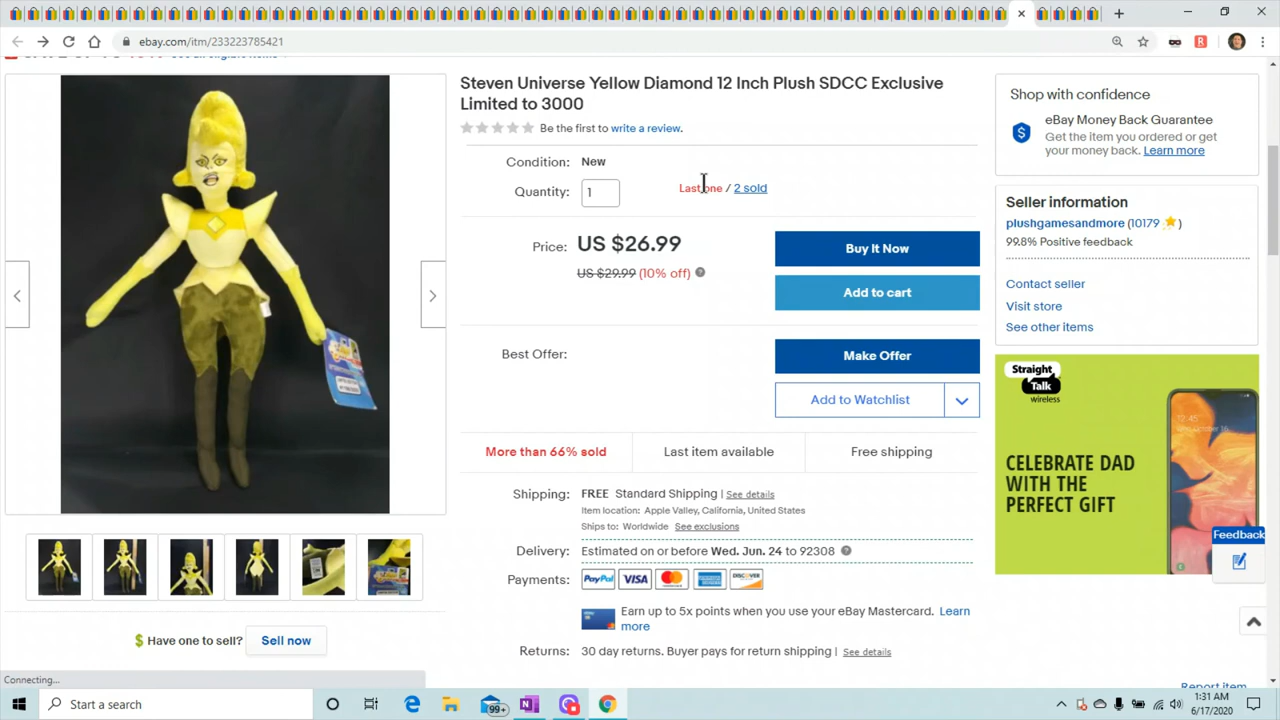 ebay.com/itm/233223785421
Steven Universe Yellow Diamond 12 Inch Plush SDCC Exclusive
Limited to 3000
Be the first to write a review.
Condition: New
Quantity: 1 Last one / 2 sold
Price: US $26.99
US $29.99 (10% off)
Buy It Now
Add to cart
Best Offer:
Make Offer
Add to Watchlist
More than 66% sold
Last item available
Free shipping
Shipping: FREE Standard Shipping | See details
Item location: Apple Valley, California, United States
Ships to: Worldwide See exclusions
Delivery: Estimated on or before Wed. Jun. 24 to 92308
Payments: PayPal VISA
DISCOVER
Earn up to 5x points when you use your eBay Mastercard. Learn
more
Returns: 30 day returns. Buyer pays for return shipping | See details
$ Have one to sell? Sell now
Shop with confidence
eBay Money Back Guarantee
Get the item you ordered or get
your money back. Learn more
Seller information
plushgamesandmore (10179 )
99.8% Positive feedback
Contact seller
Visit store
See other items
Straight
Talk
wireless
CELEBRATE DAD
WITH THE
PERFECT GIFT
Feedback
Report item
Connecting...
Start a search
99+
1:31 AM
6/17/2020